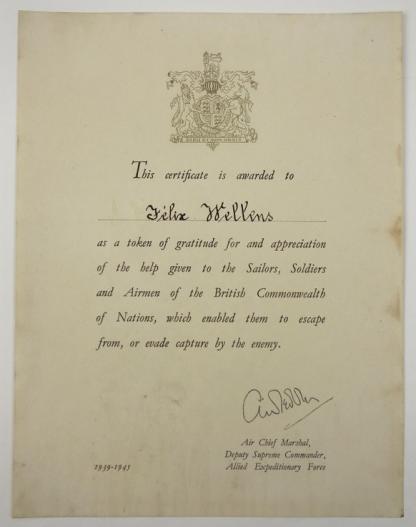 This certificate is awarded to
Félix Wellens
as a token of gratitude for and appreciation
of the help given to the Sailors, Soldiers
and Airmen of the British Commonwealth
of Nations, which enabled them to escape
from, or evade capture by the enemy.
Air Chief Marshal,
Deputy Supreme Commander,
1939-1945 Allied Expeditionary Force